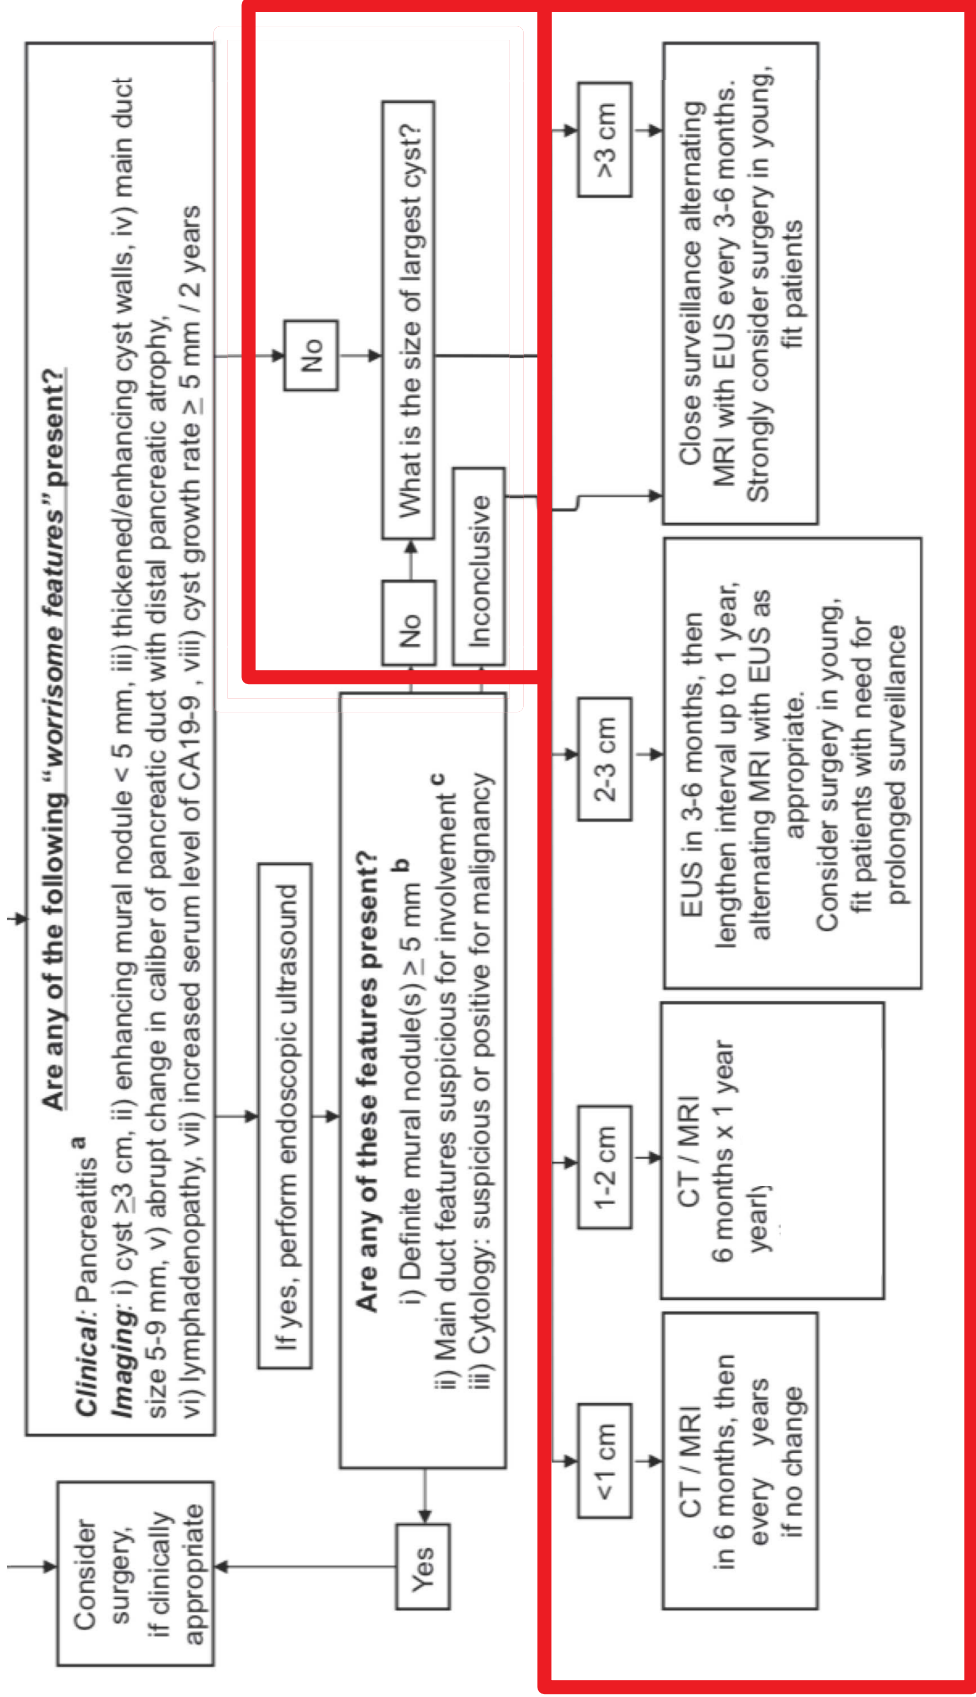 Are any of the following “worrisome features” present?
Clinical: Pancreatitis a
Imaging: i) cyst ≥3 cm, ii) enhancing mural nodule < 5 mm, iii) thickened/enhancing cyst walls, iv) main duct
size 5-9 mm, v) abrupt change in caliber of pancreatic duct with distal pancreatic atrophy,
vi) lymphadenopathy, vii) increased serum level of CA19-9 , viii) cyst growth rate ≥ 5 mm / 2 years
Consider
surgery,
if clinically
appropriate
If yes, perform endoscopic ultrasound
No
Are any of these features present?
i) Definite mural nodule(s) ≥ 5 mm b
ii) Main duct features suspicious for involvement c
iii) Cytology: suspicious or positive for malignancy
Yes
No
What is the size of largest cyst?
Inconclusive
<1 cm
1-2 cm
2-3 cm
>3 cm
CT / MRI
in 6 months, then
every years
if no change
CT / MRI
6 months x 1 year
yearly
EUS in 3-6 months, then
lengthen interval up to 1 year,
alternating MRI with EUS as
appropriate.
Consider surgery in young,
fit patients with need for
prolonged surveillance
Close surveillance alternating
MRI with EUS every 3-6 months.
Strongly consider surgery in young,
fit patients